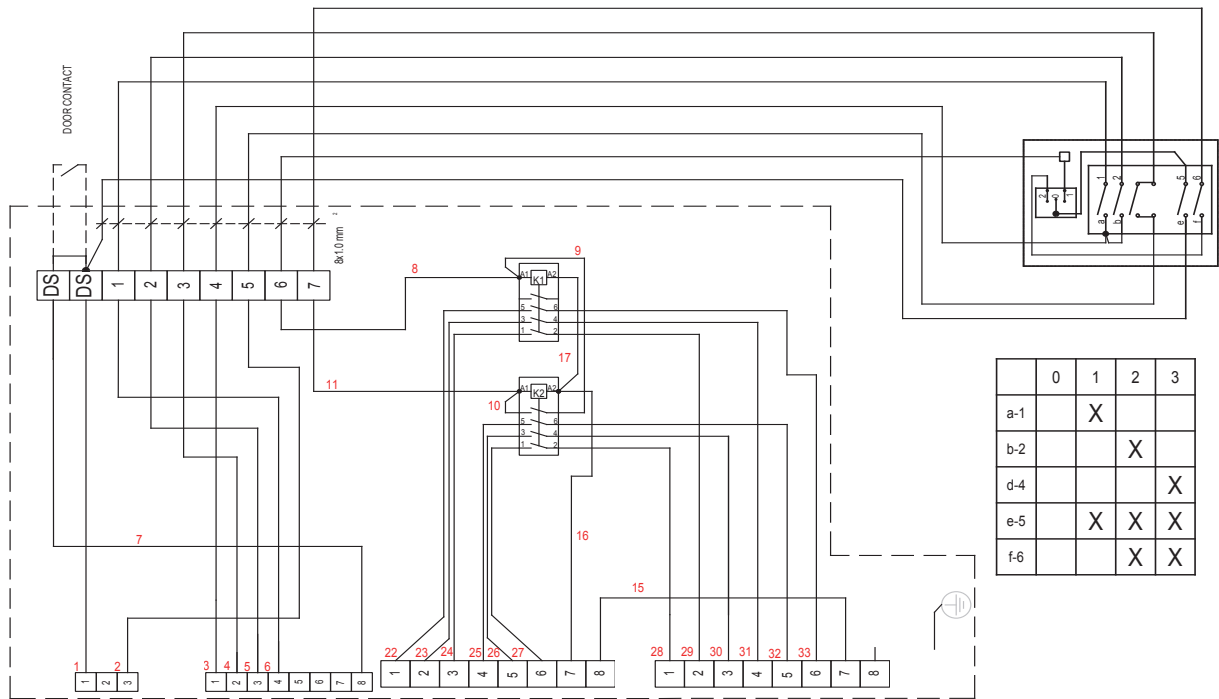 DOOR CONTACT
8x1.0 mm 2
DS DS 1 2 3 4 5 6 7
1 2 5 6
2 0 1
a b e f
8
9
A1 K1 A2
5 6
3 4
1 2
17
11
A1 K2 A2
10
5 6
3 4
1 2
0 1 2 3
a-1 X
b-2 X
d-4 X
e-5 X X X
f-6 X X
7
16
15
1 2
1 2 3
3 4 5 6
1 2 3 4 5 6 7 8
22 23 24 25 26 27
1 2 3 4 5 6 7 8
28 29 30 31 32 33
1 2 3 4 5 6 7 8